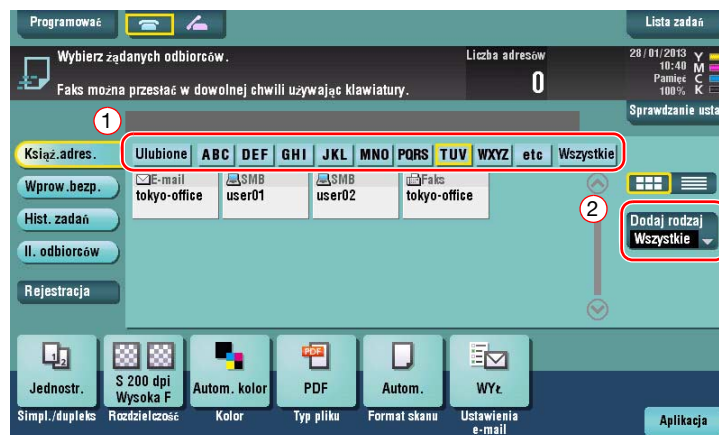 Programować
Lista zadań
Wybierz żądanych odbiorców.
Liczba adresów
28/01/2013
Y
10:40
M
Faks można przesłać w dowolnej chwili używając klawiatury.
0
Pamięć
C
100%
K
Sprawdzanie usta
1
Książ.adres.
Ulubione ABC DEF GHI JKL MNO PQRS TUV WXYZ etc Wszystkie
Wprow.bezp.
E-mail
tokyo-office
SMB
user01
SMB
user02
Faks
tokyo-office
2
Dodaj rodzaj
Wszystkie
Hist. zadań
Il. odbiorców
Rejestracja
1 2
Jednostr.
S 200 dpi
Wysoka F
Autom. kolor
PDF
PDF
Autom.
WYŁ.
Simpl./dupleks
Rozdzielczość
Kolor
Typ pliku
Format skanu
Ustawienia
e-mail
Aplikacja